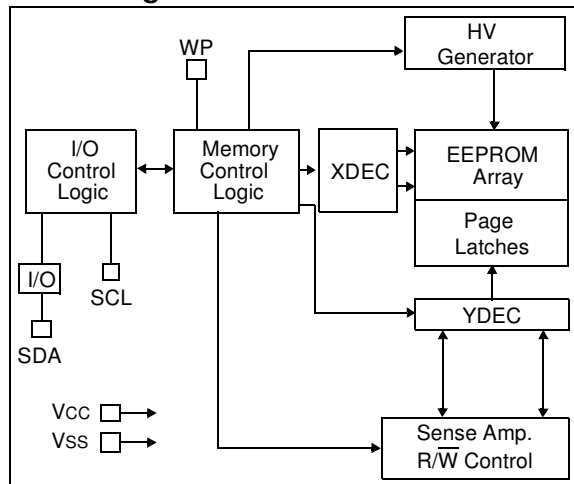 HV
Generator
WP
I/O
Control
Logic
Memory
Control
Logic
XDEC
EEPROM
Array
Page
Latches
I/O
SCL
SDA
YDEC
VCC
VSS
Sense Amp.
R/W̅ Control